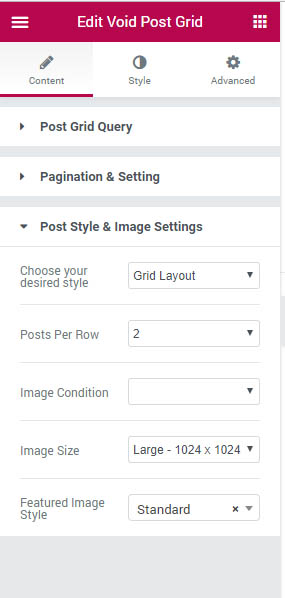 Edit Void Post Grid
Content Style Advanced
Post Grid Query
Pagination & Setting
Post Style & Image Settings
Choose your
desired style
Grid Layout
Posts Per Row
2
Image Condition
Image Size
Large - 1024 x 1024
Featured Image
Style
Standard ×